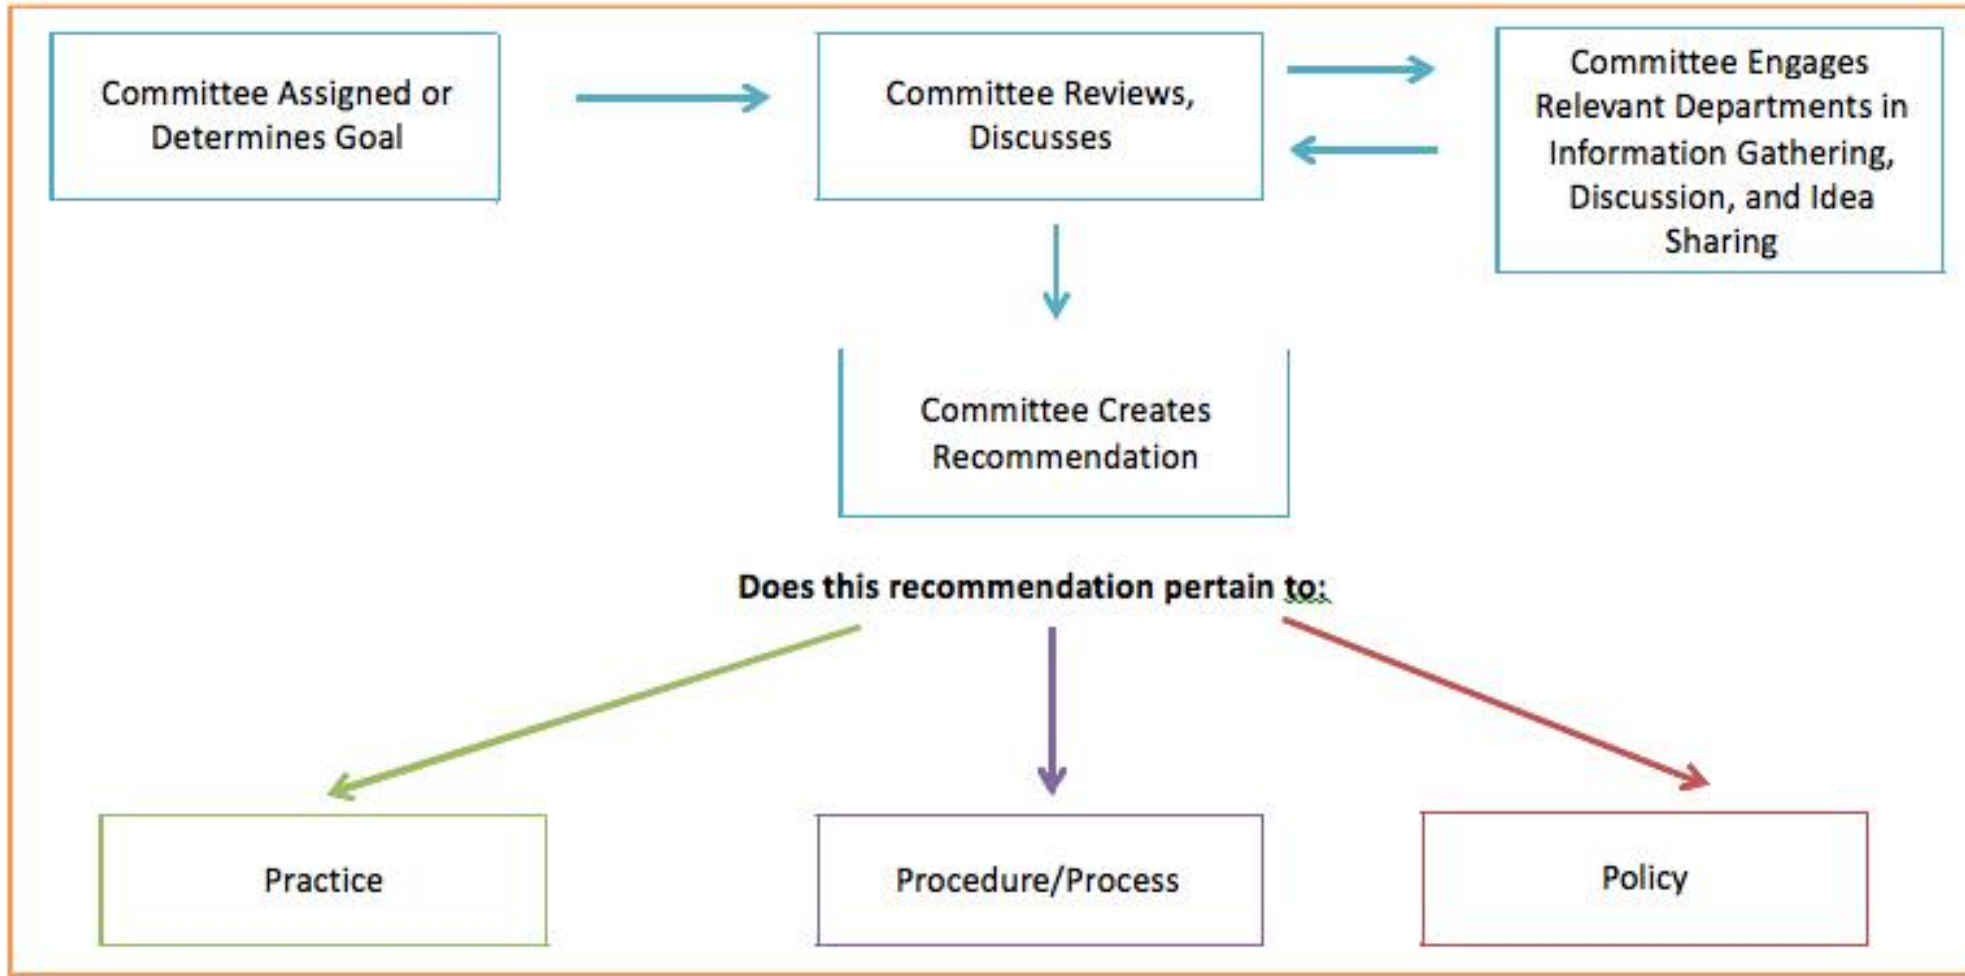 Committee Assigned or
Determines Goal
Committee Reviews,
Discusses
Committee Engages
Relevant Departments in
Information Gathering,
Discussion, and Idea
Sharing
Committee Creates
Recommendation
Does this recommendation pertain to:
Practice
Procedure/Process
Policy